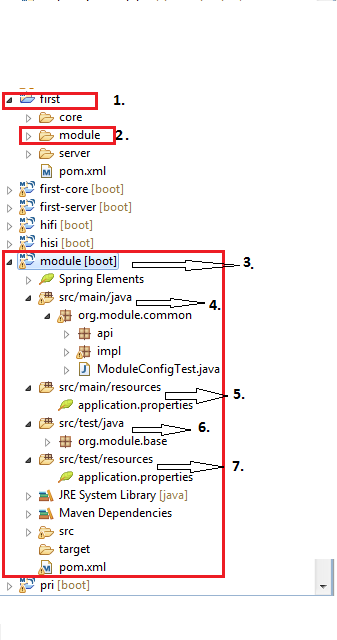 first 1.
core
module 2.
server
pom.xml
first-core [boot]
first-server [boot]
hifi [boot]
hisi [boot]
module [boot] 3.
Spring Elements
src/main/java 4.
org.module.common
api
impl
ModuleConfigTest.java
src/main/resources 5.
application.properties
src/test/java 6.
org.module.base
src/test/resources 7.
application.properties
JRE System Library [java]
Maven Dependencies
src
target
pom.xml
pri [boot]